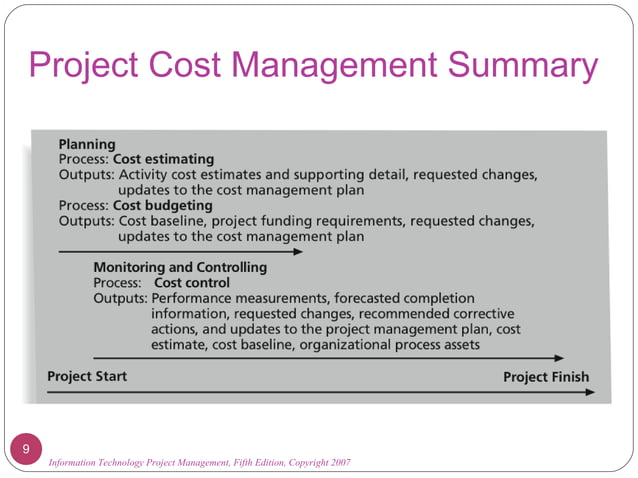 Project Cost Management Summary
Planning
Process: Cost estimating
Outputs: Activity cost estimates and supporting detail, requested changes,
updates to the cost management plan
Process: Cost budgeting
Outputs: Cost baseline, project funding requirements, requested changes,
updates to the cost management plan
Monitoring and Controlling
Process: Cost control
Outputs: Performance measurements, forecasted completion
information, requested changes, recommended corrective
actions, and updates to the project management plan, cost
estimate, cost baseline, organizational process assets
Project Start Project Finish
9
Information Technology Project Management, Fifth Edition, Copyright 2007